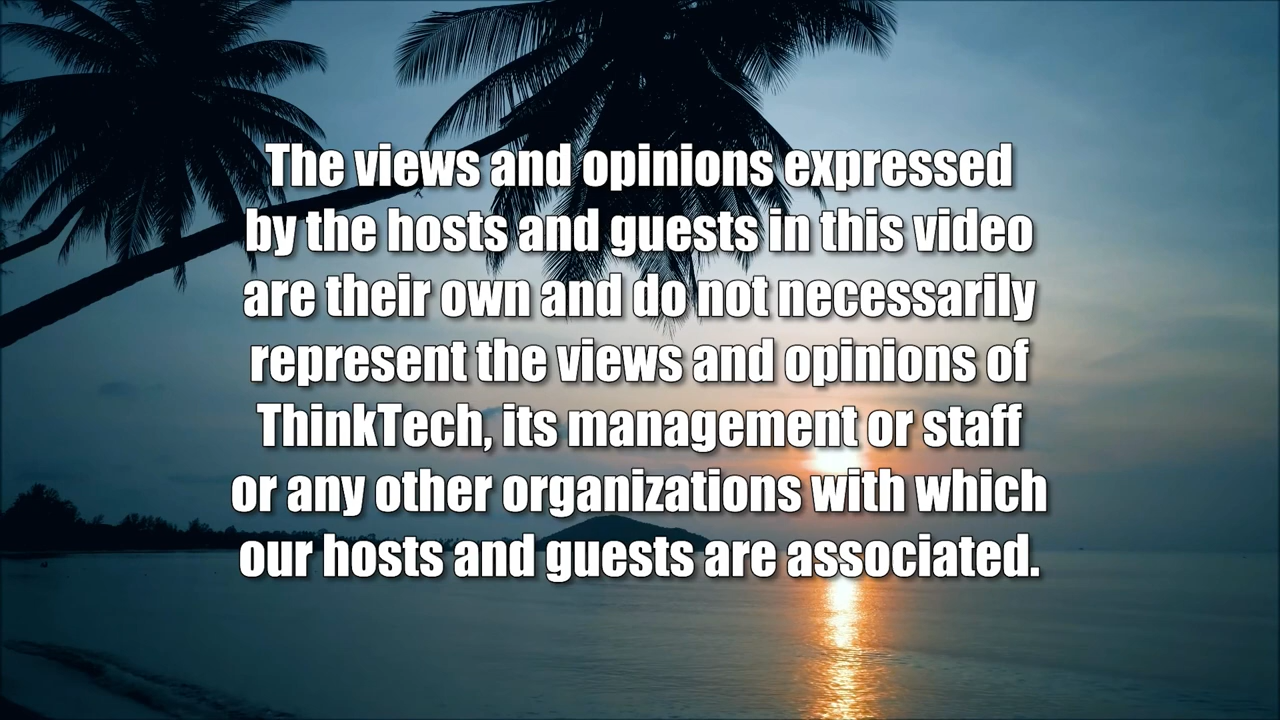 The views and opinions expressed
by the hosts and guests in this video
are their own and do not necessarily
represent the views and opinions of
ThinkTech, its management or staff
or any other organizations with which
our hosts and guests are associated.